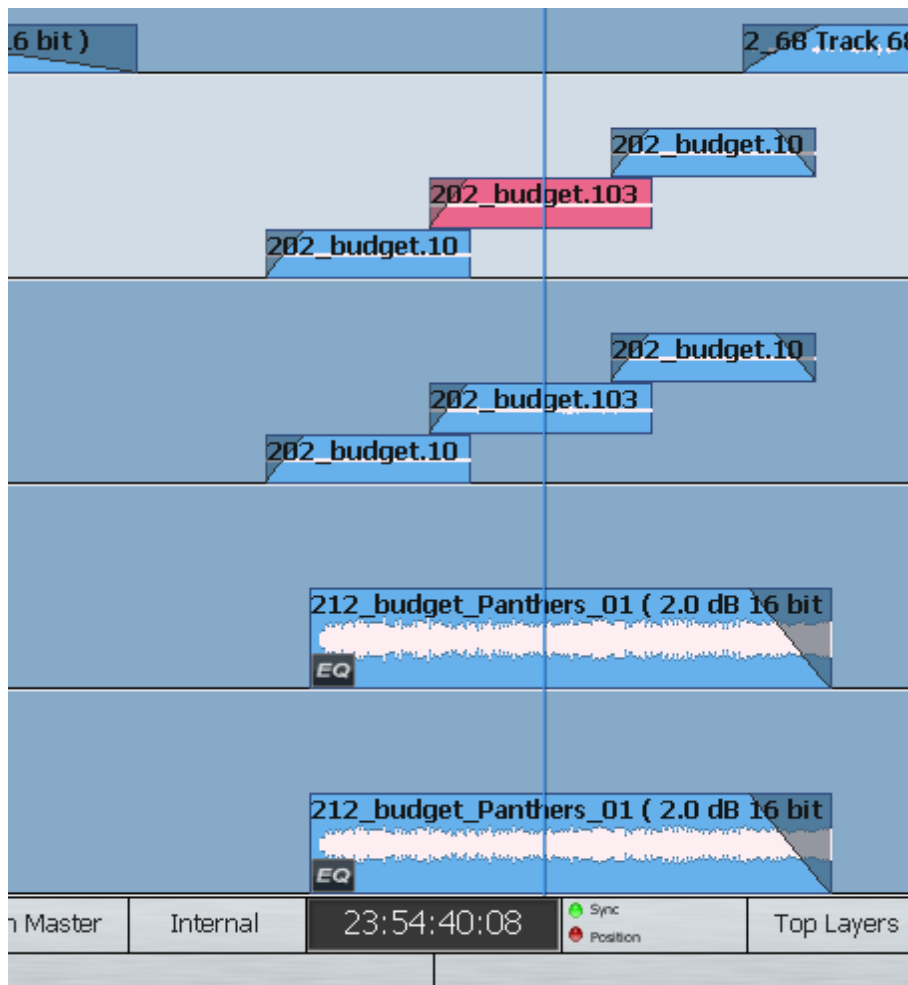 .6 bit )
2_68 Track 68
202_budget.10
202_budget.103
202_budget.10
202_budget.10
202_budget.103
202_budget.10
212_budget_Panthers_01 ( 2.0 dB 16 bit
EQ
212_budget_Panthers_01 ( 2.0 dB 16 bit
EQ
n Master
Internal
23:54:40:08
Sync
Position
Top Layers